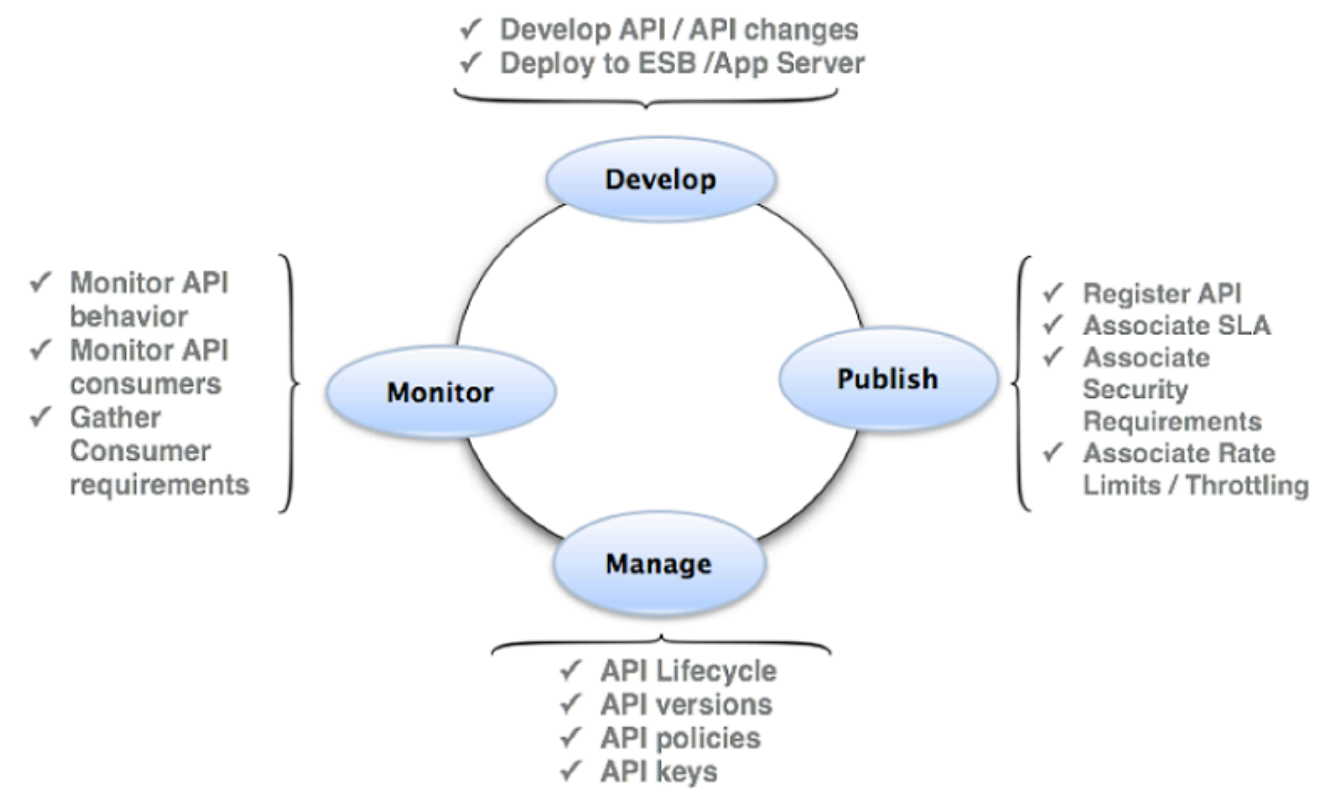 ✓ Develop API / API changes
✓ Deploy to ESB /App Server
Develop
✓ Monitor API
behavior
✓ Monitor API
consumers
✓ Gather
Consumer
requirements
Monitor
Publish
✓ Register API
✓ Associate SLA
✓ Associate
Security
Requirements
✓ Associate Rate
Limits / Throttling
Manage
✓ API Lifecycle
✓ API versions
✓ API policies
✓ API keys